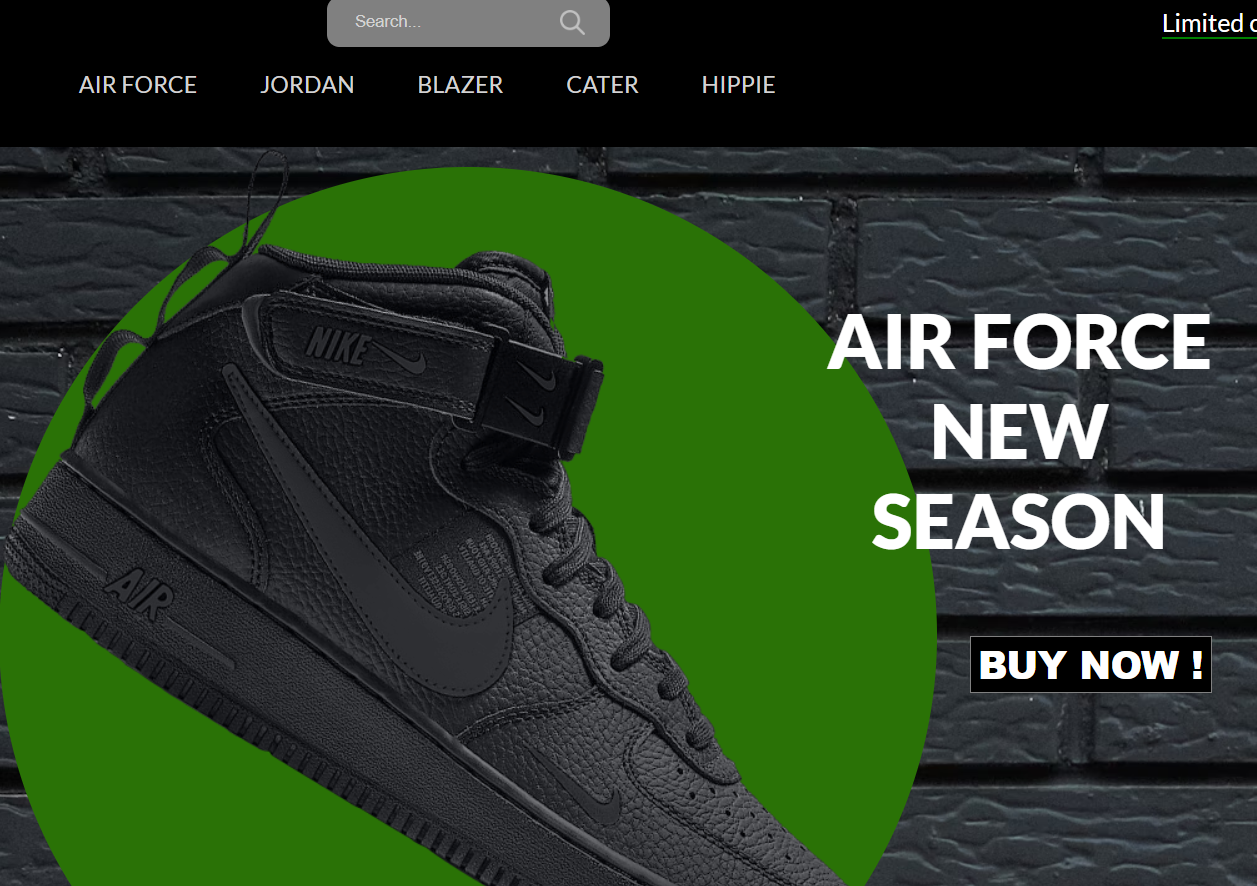 Search...
Limited
AIR FORCE JORDAN BLAZER CATER HIPPIE
AIR FORCE
NEW
SEASON
BUY NOW !
NIKE
AIR